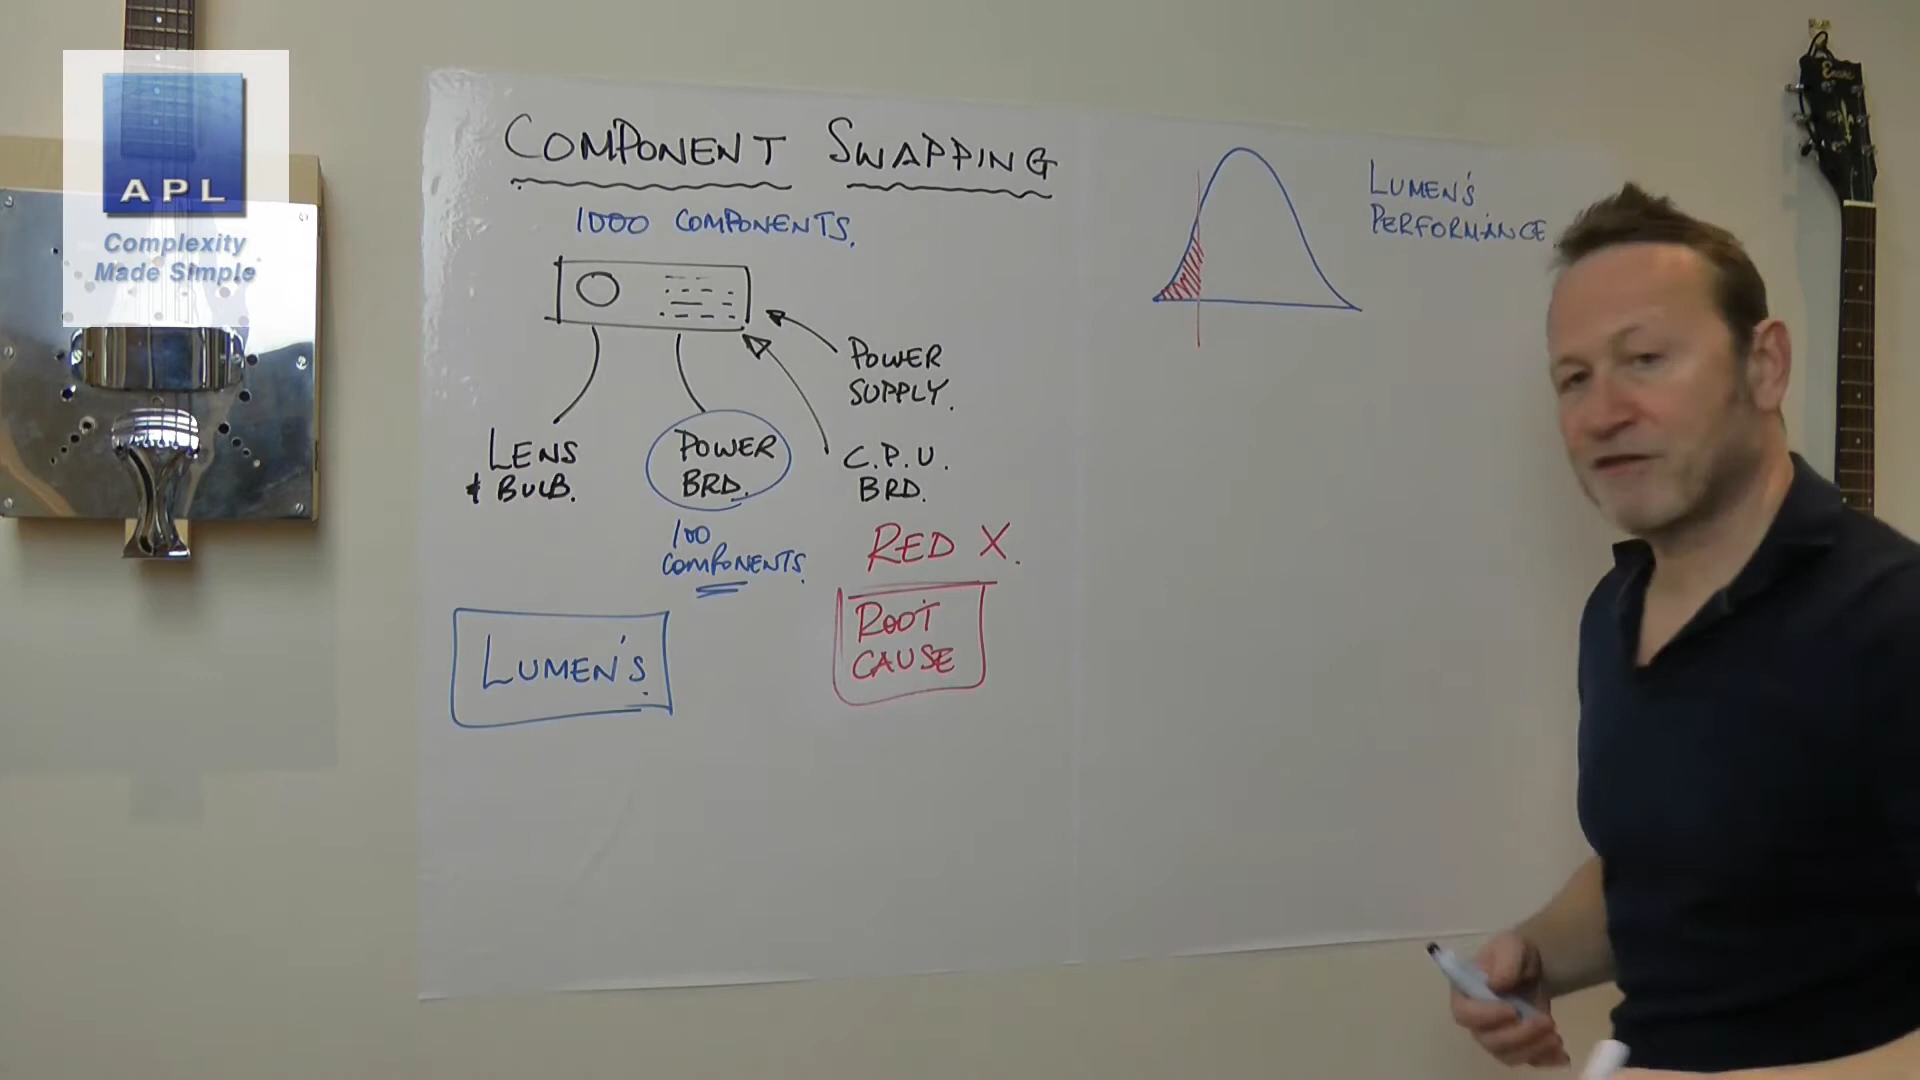 APL
Complexity
Made Simple
COMPONENT SWAPPING
1000 COMPONENTS.
POWER
SUPPLY.
LENS
& BULB.
POWER
BRD.
C.P.U.
BRD.
100
COMPONENTS.
RED X.
ROOT
CAUSE
LUMEN'S.
LUMEN'S
PERFORMANCE.